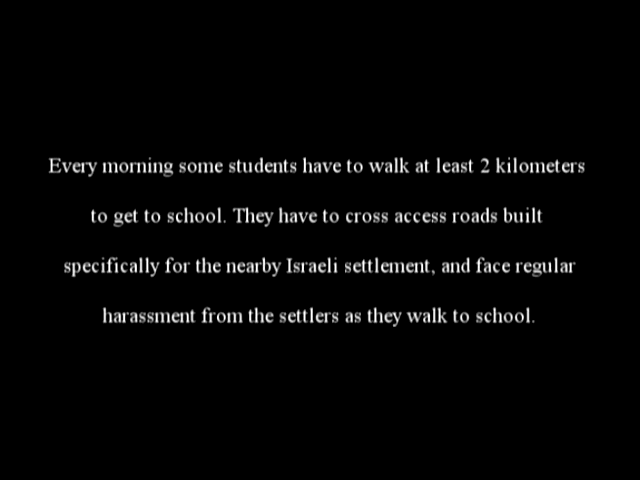 Every morning some students have to walk at least 2 kilometers
to get to school. They have to cross access roads built
specifically for the nearby Israeli settlement, and face regular
harassment from the settlers as they walk to school.